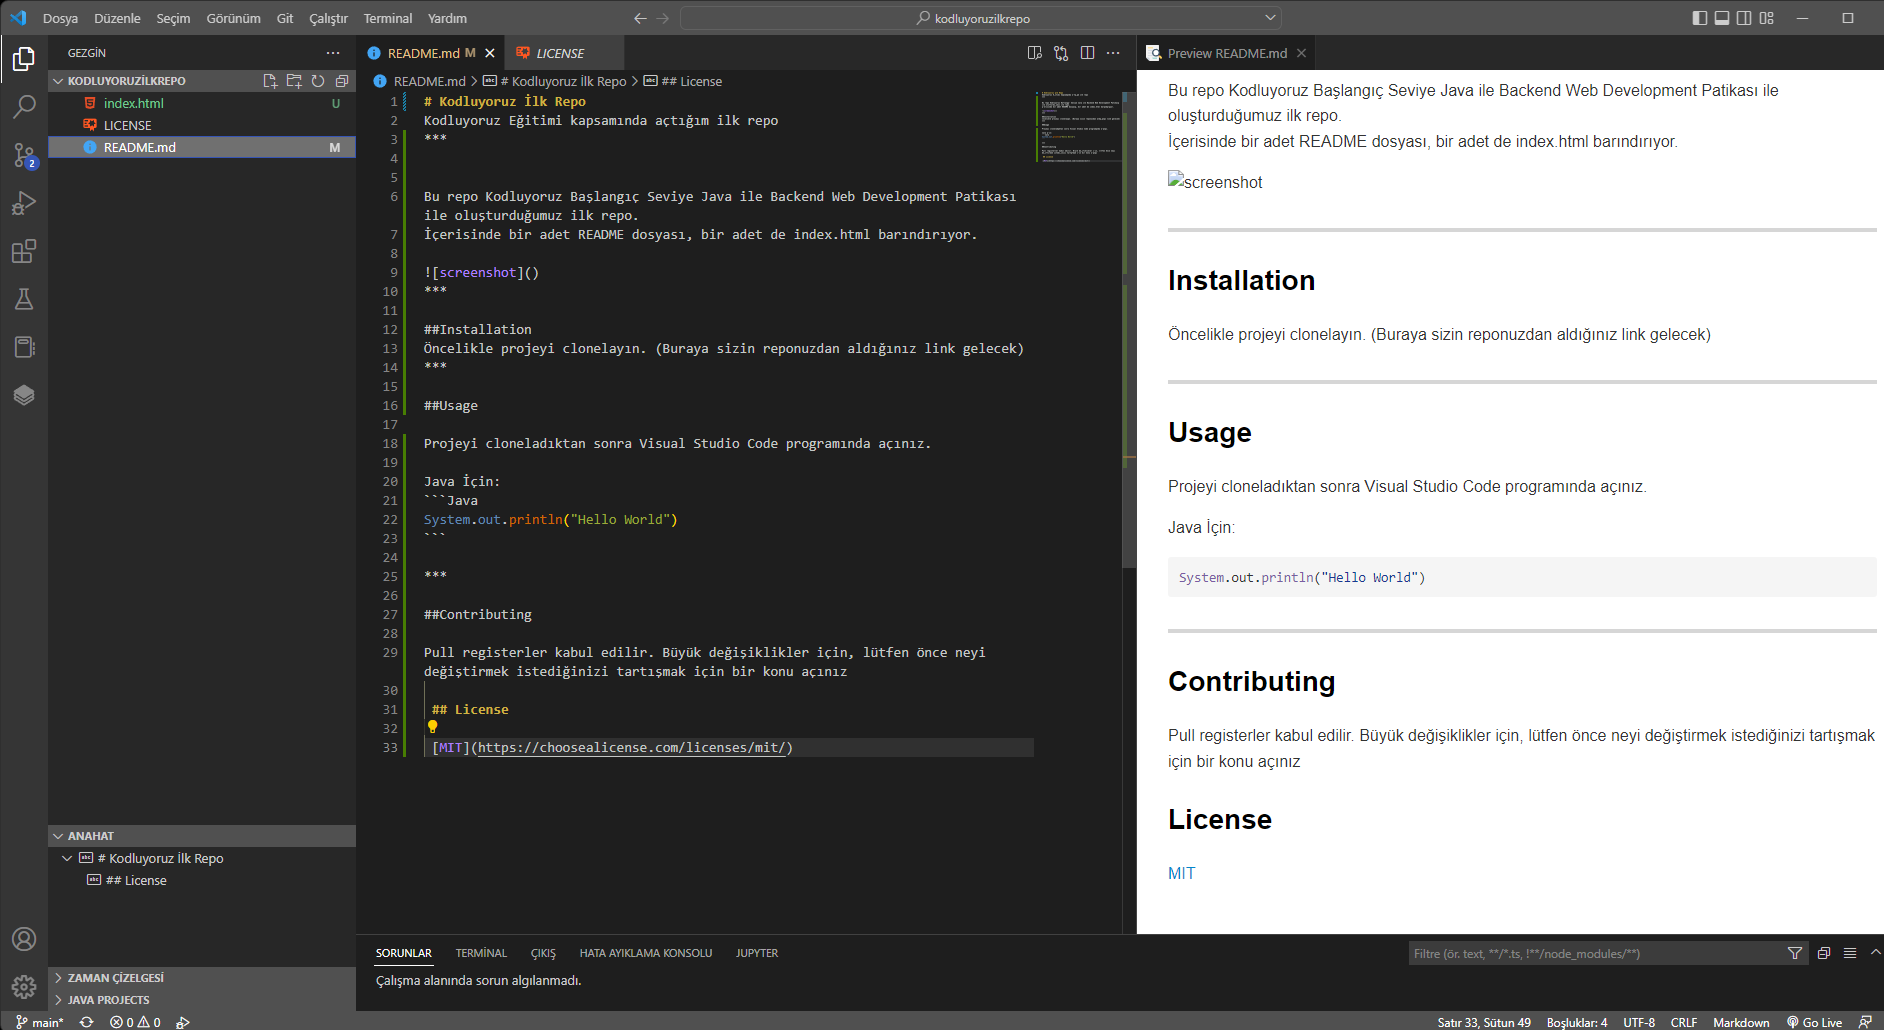 Dosya Düzenle Seçim Görünüm Git Çalıştır Terminal Yardım
kodluyoruzilkrepo
GEZGİN
KODLUYORUZİLKREPO
index.html U
LICENSE
README.md M
2
ANAHAT
# Kodluyoruz İlk Repo
## License
ZAMAN ÇİZELGESİ
JAVA PROJECTS
README.md M
LICENSE
README.md > # Kodluyoruz İlk Repo > ## License
1 # Kodluyoruz İlk Repo
2 Kodluyoruz Eğitimi kapsamında açtığım ilk repo
3 ***
4
5
6 Bu repo Kodluyoruz Başlangıç Seviye Java ile Backend Web Development Patikası
ile oluşturduğumuz ilk repo.
7 İçerisinde bir adet README dosyası, bir adet de index.html barındırıyor.
8
9 ![screenshot]()
10 ***
11
12 ##Installation
13 Öncelikle projeyi clonelayın. (Buraya sizin reponuzdan aldığınız link gelecek)
14 ***
15
16 ##Usage
17
18 Projeyi cloneladıktan sonra Visual Studio Code programında açınız.
19
20 Java İçin:
21 ```Java
22 System.out.println("Hello World")
23 ```
24
25 ***
26
27 ##Contributing
28
29 Pull registerler kabul edilir. Büyük değişiklikler için, lütfen önce neyi
değiştirmek istediğinizi tartışmak için bir konu açınız
30
31 ## License
32
33 [MIT](https://choosealicense.com/licenses/mit/)
Preview README.md
Bu repo Kodluyoruz Başlangıç Seviye Java ile Backend Web Development Patikası ile
oluşturduğumuz ilk repo.
İçerisinde bir adet README dosyası, bir adet de index.html barındırıyor.
screenshot
Installation
Öncelikle projeyi clonelayın. (Buraya sizin reponuzdan aldığınız link gelecek)
Usage
Projeyi cloneladıktan sonra Visual Studio Code programında açınız.
Java İçin:
System.out.println("Hello World")
Contributing
Pull registerler kabul edilir. Büyük değişiklikler için, lütfen önce neyi değiştirmek istediğinizi tartışmak
için bir konu açınız
License
MIT
SORUNLAR TERMİNAL ÇIKIŞ HATA AYIKLAMA KONSOLU JUPYTER
Filtre (ör. text, **/*.ts, !**/node_modules/**)
Çalışma alanında sorun algılanmadı.
main* 0 0
Satır 33, Sütun 49 Boşluklar: 4 UTF-8 CRLF Markdown Go Live